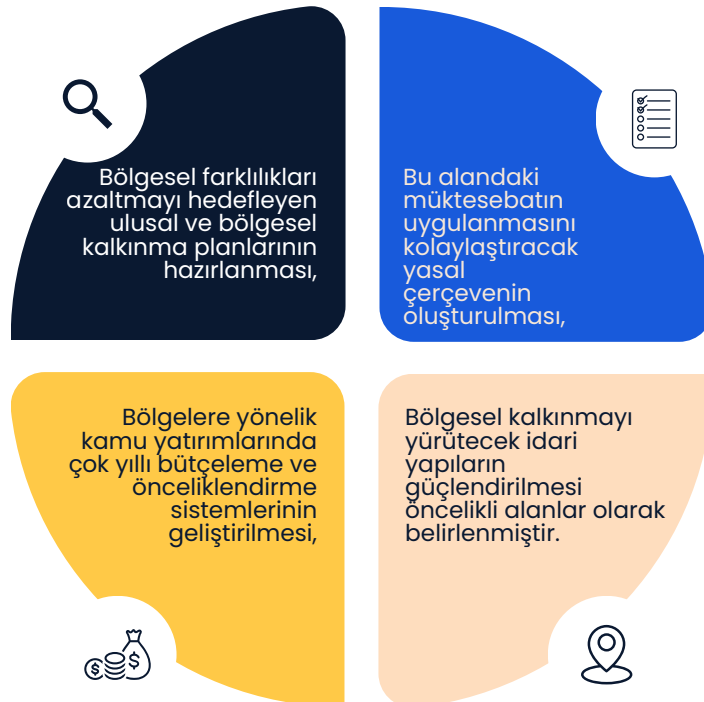 Bölgesel farklılıkları
azaltmayı hedefleyen
ulusal ve bölgesel
kalkınma planlarının
hazırlanması,
Bu alandaki
müktesebatın
uygulanmasını
kolaylaştıracak
yasal
çerçevenin
oluşturulması,
Bölgelere yönelik
kamu yatırımlarında
çok yıllı bütçeleme ve
önceliklendirme
sistemlerinin
geliştirilmesi,
Bölgesel kalkınmayı
yürütecek idari
yapıların
güçlendirilmesi
öncelikli alanlar olarak
belirlenmiştir.